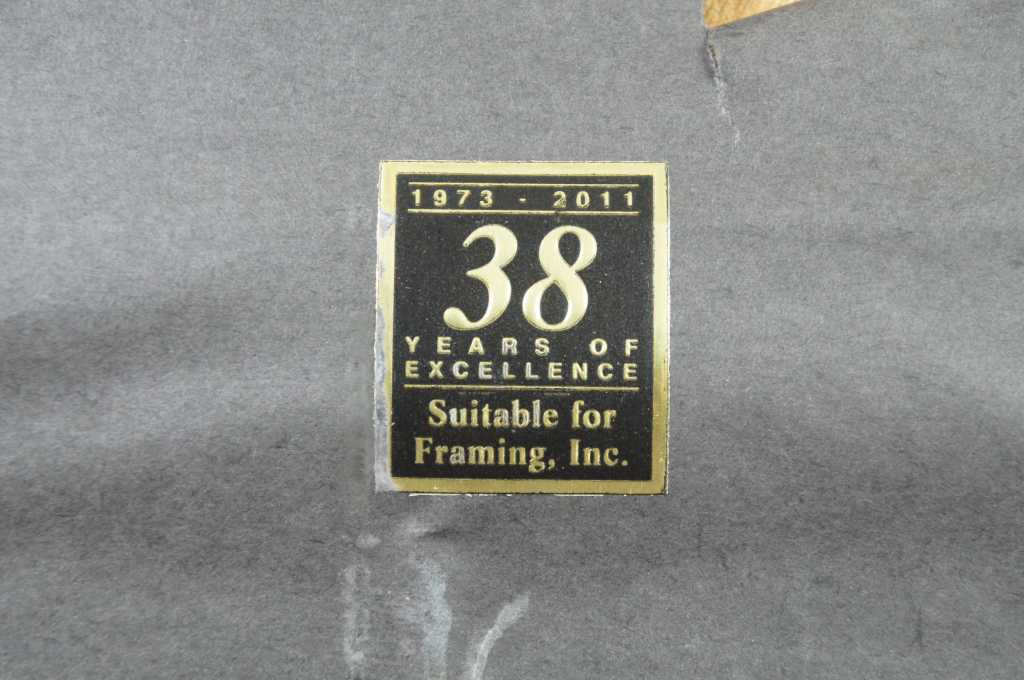 1973 - 2011
38
YEARS OF
EXCELLENCE
Suitable for
Framing, Inc.